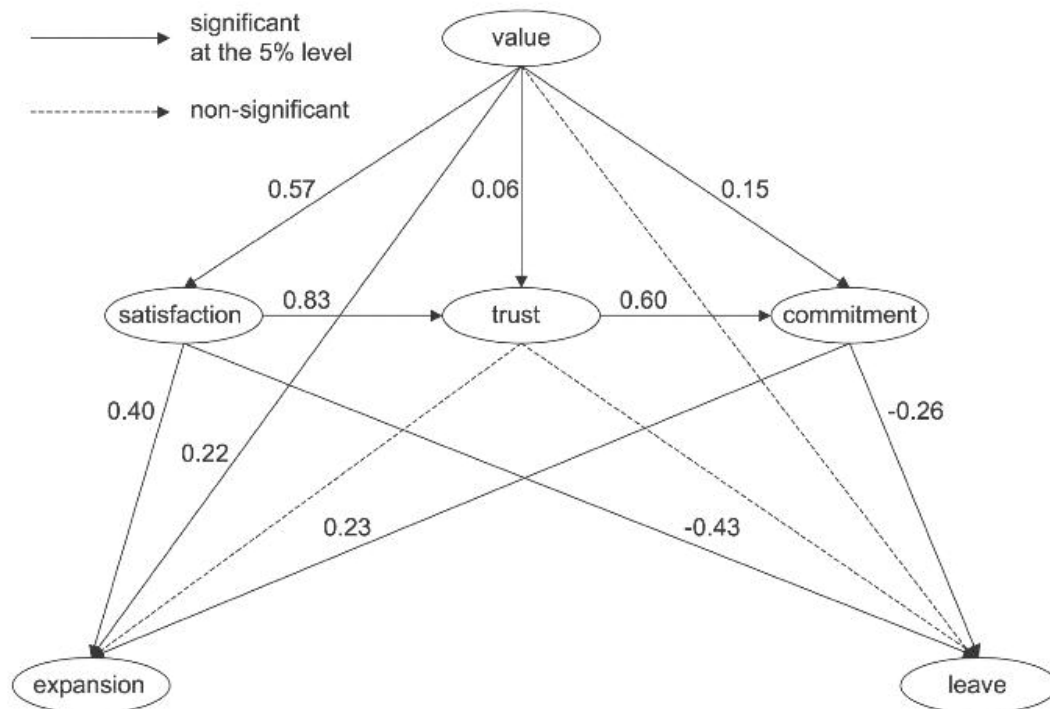 significant
at the 5% level
value
non-significant
0.57
0.06
0.15
satisfaction
0.83
trust
0.60
commitment
0.40
0.22
-0.26
0.23
-0.43
expansion
leave